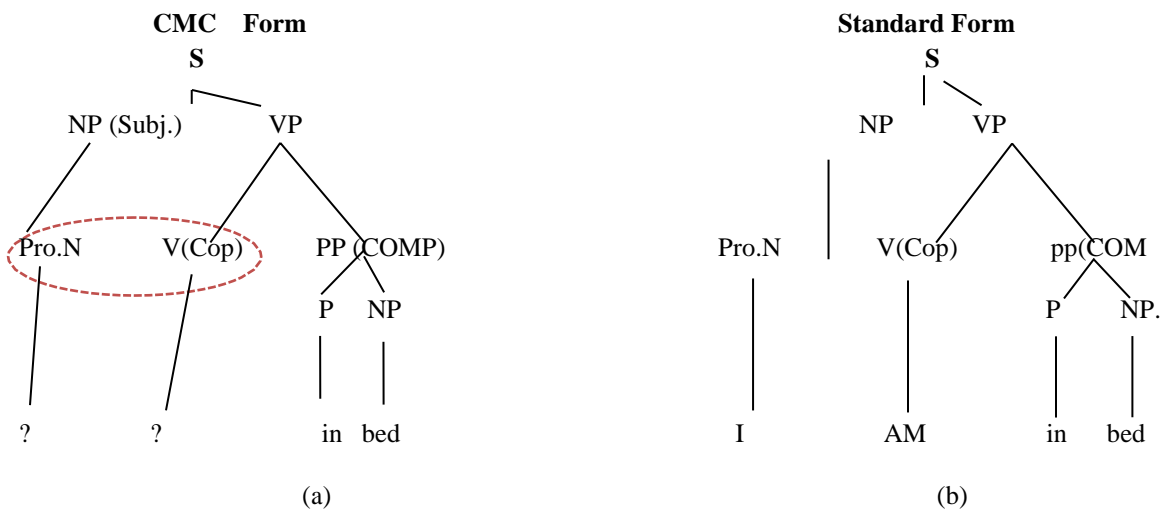 CMC Form Standard Form
S S
NP (Subj.) VP NP VP
Pro.N V(Cop) PP (COMP) Pro.N V(Cop) pp(COM
P NP P NP.
? ? in bed I AM in bed
(a) (b)